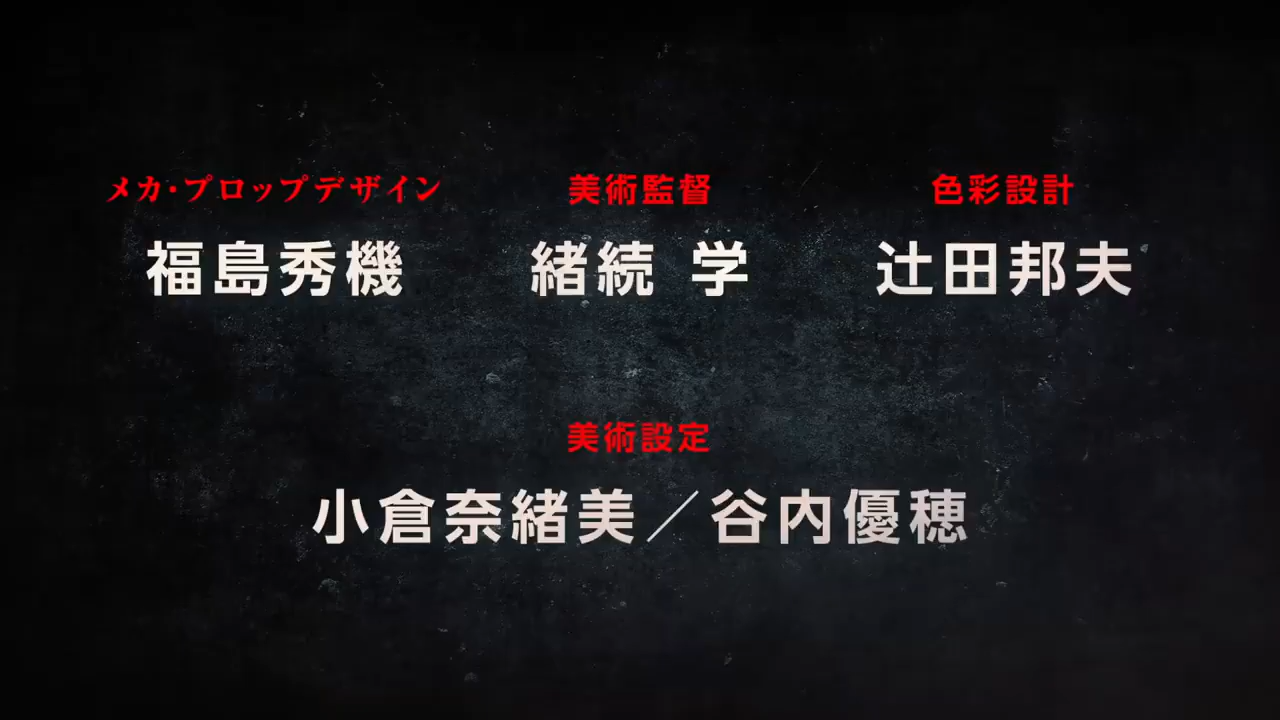 メカ・プロップデザイン 美術監督 色彩設計
福島秀機 緒続 学 辻田邦夫
美術設定
小倉奈緒美／谷内優穂